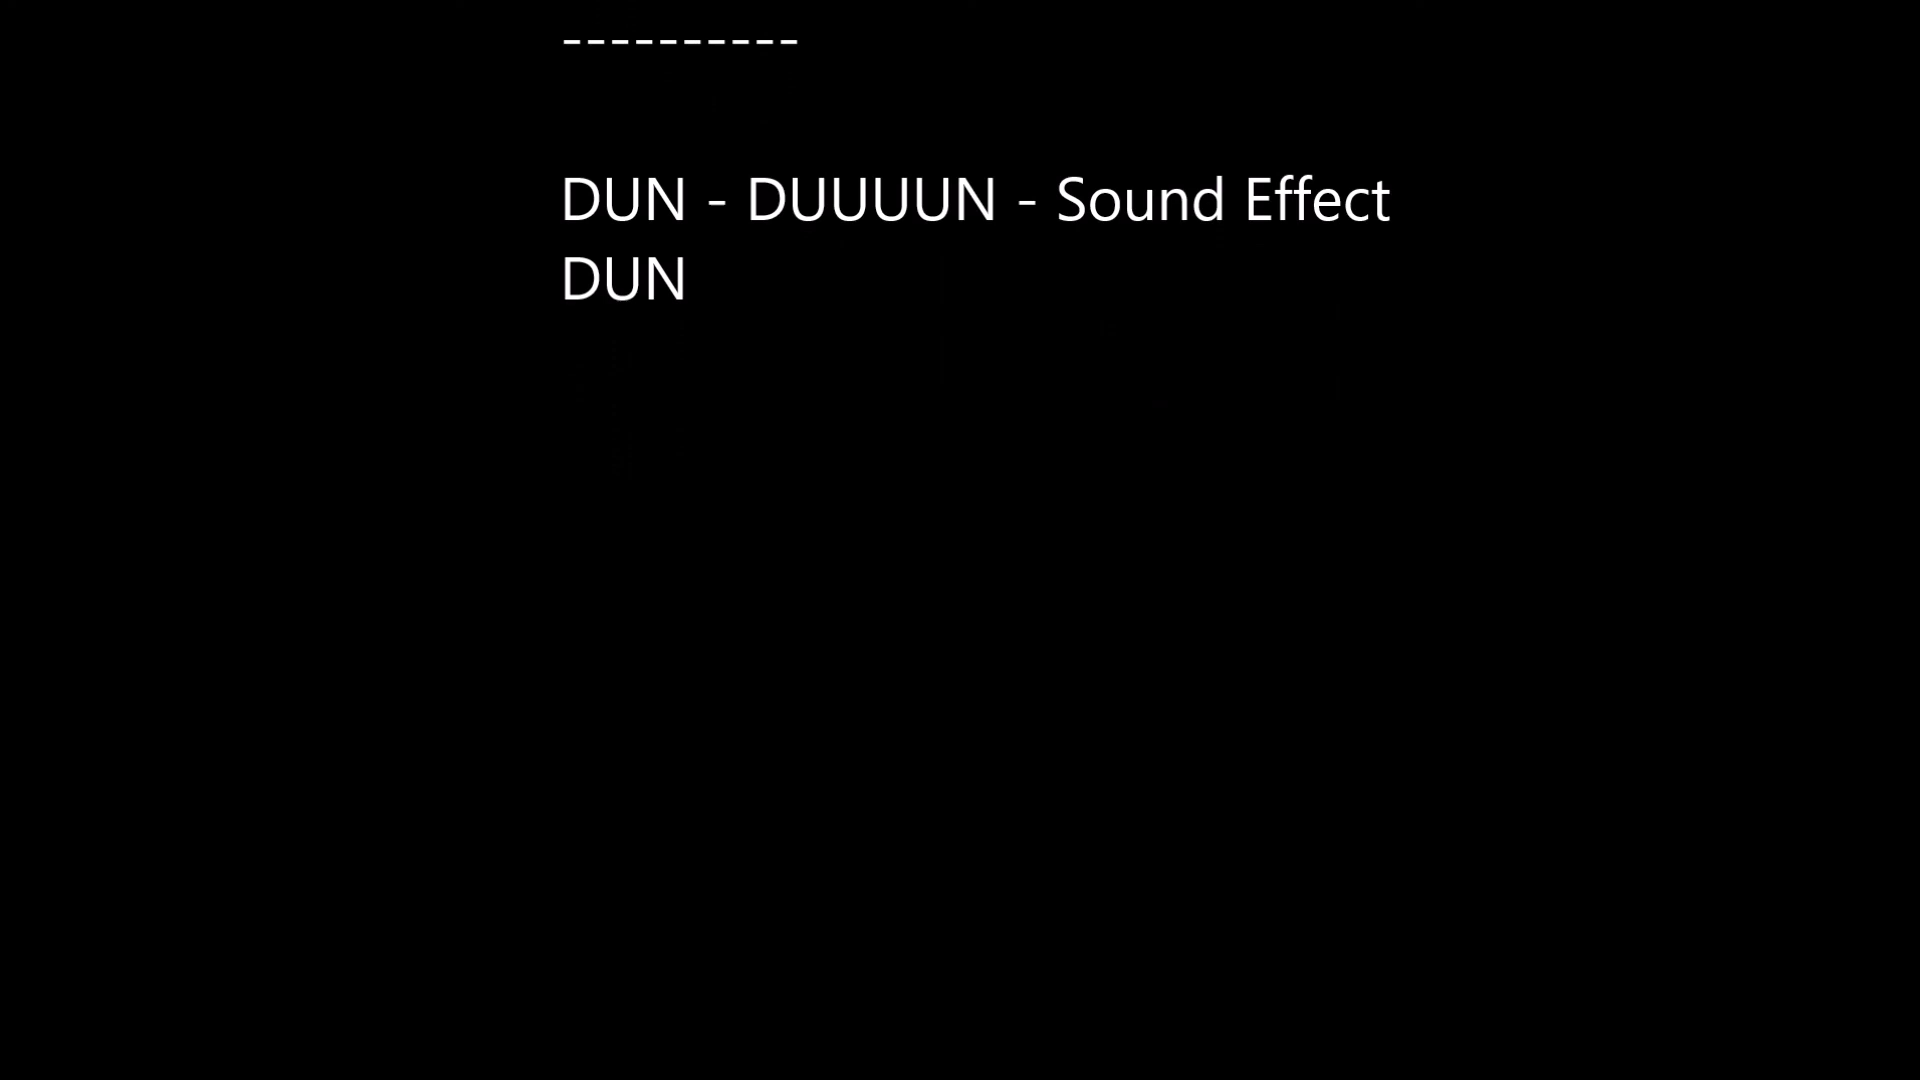 ----------
DUN - DUUUUN - Sound Effect
DUN